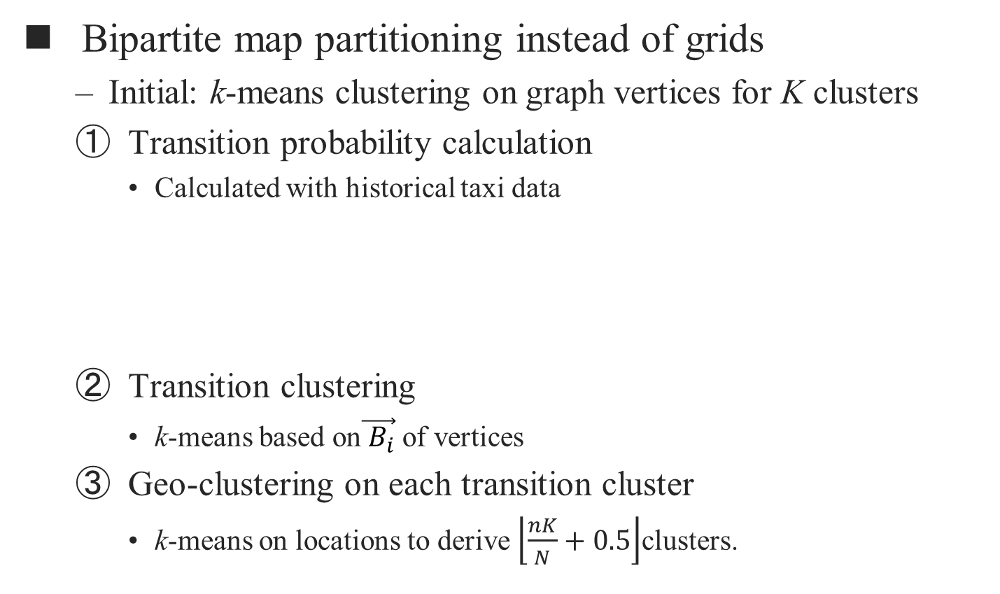 ■ Bipartite map partitioning instead of grids
– Initial: k-means clustering on graph vertices for K clusters
① Transition probability calculation
• Calculated with historical taxi data
② Transition clustering
• k-means based on $\overrightarrow{B_i}$ of vertices
③ Geo-clustering on each transition cluster
• k-means on locations to derive $\left\lfloor \frac{nK}{N} + 0.5 \right\rfloor$ clusters.